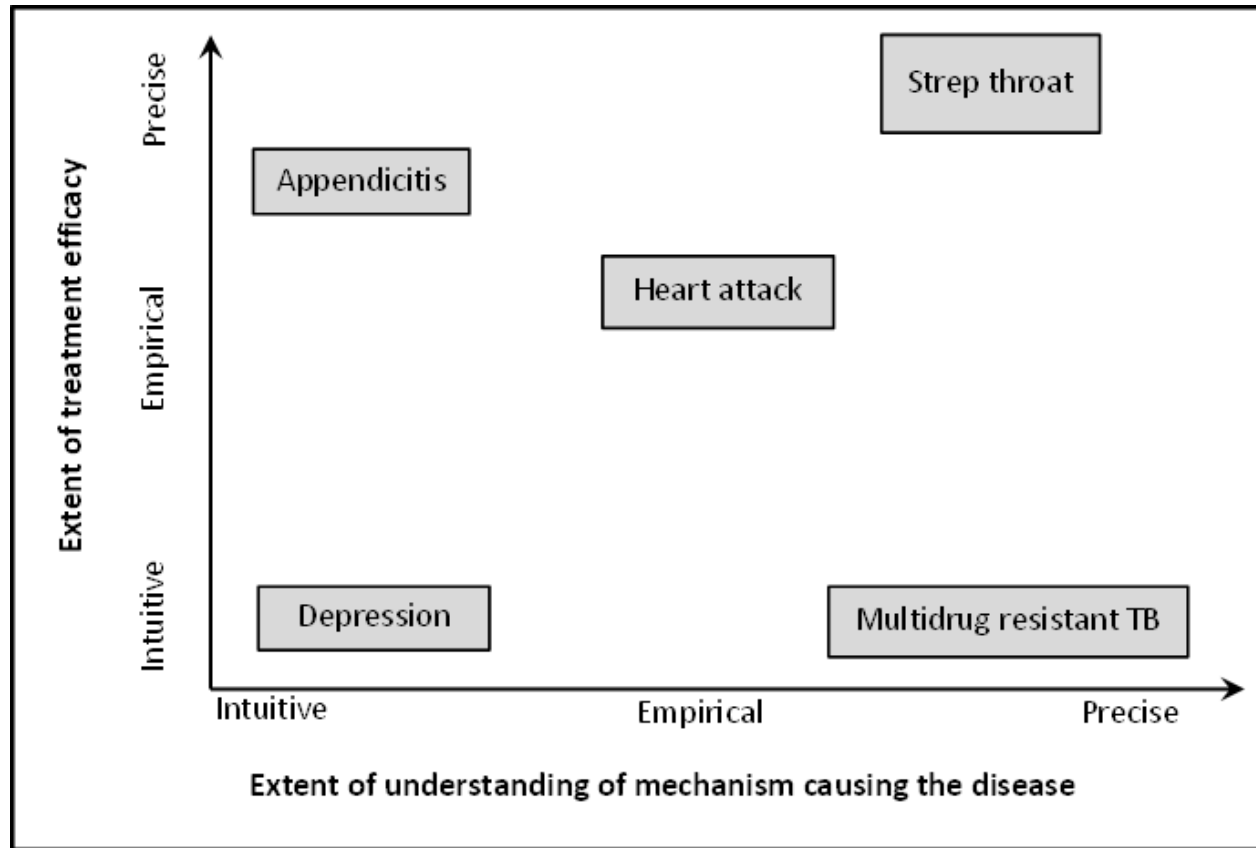 Extent of treatment efficacy
Precise
Empirical
Intuitive
Strep throat
Appendicitis
Heart attack
Depression
Multidrug resistant TB
Intuitive
Empirical
Precise
Extent of understanding of mechanism causing the disease